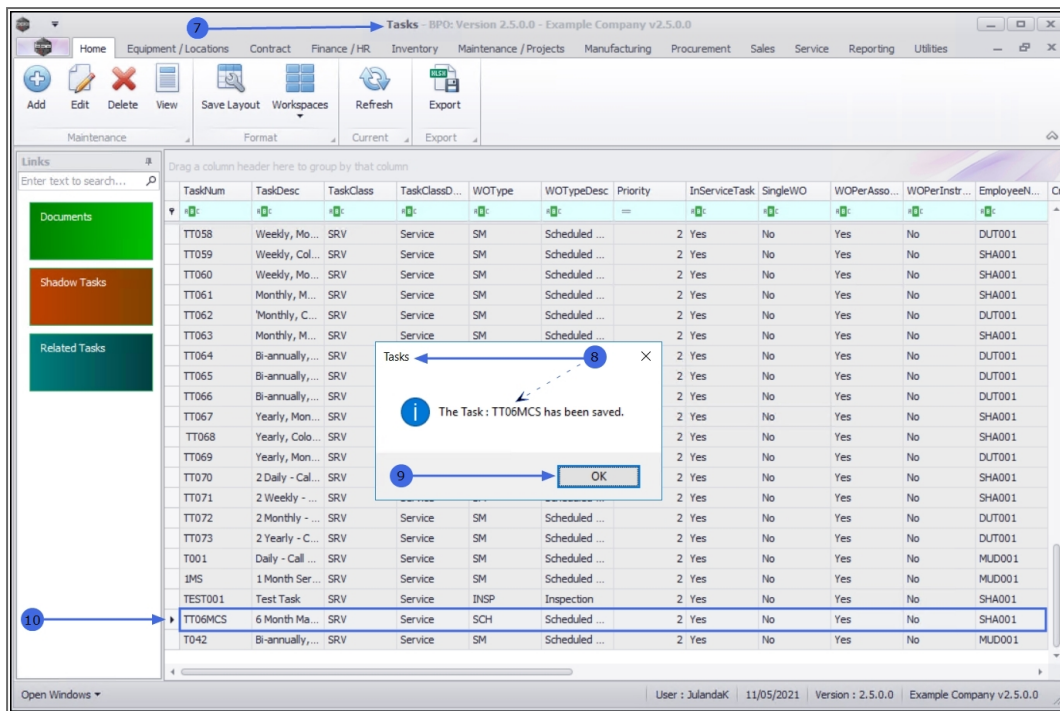 7 Tasks - BPO: Version 2.5.0.0 - Example Company v2.5.0.0
Home Equipment / Locations Contract Finance / HR Inventory Maintenance / Projects Manufacturing Procurement Sales Service Reporting Utilities
Add Edit Delete View Save Layout Workspaces Refresh Export
Maintenance Format Current Export
Links
Enter text to search...
Documents
Shadow Tasks
Related Tasks
Drag a column header here to group by that column
TaskNum TaskDesc TaskClass TaskClassD... WOType WOTypeDesc Priority InServiceTask SingleWO WOPerAsso... WOPerInstr... EmployeeN...
=
TT058 Weekly, Mo... SRV Service SM Scheduled ... 2 Yes No Yes No DUT001
TT059 Weekly, Col... SRV Service SM Scheduled ... 2 Yes No Yes No SHA001
TT060 Weekly, Mo... SRV Service SM Scheduled ... 2 Yes No Yes No SHA001
TT061 Monthly, M... SRV Service SM Scheduled ... 2 Yes No Yes No SHA001
TT062 'Monthly, C... SRV Service SM Scheduled ... 2 Yes No Yes No DUT001
TT063 Monthly, M... SRV Service SM Scheduled ... 2 Yes No Yes No SHA001
TT064 Bi-annually,... SRV 2 Yes No Yes No DUT001
TT065 Bi-annually,... SRV 2 Yes No Yes No DUT001
TT066 Bi-annually,... SRV 2 Yes No Yes No DUT001
TT067 Yearly, Mon... SRV 2 Yes No Yes No SHA001
TT068 Yearly, Colo... SRV 2 Yes No Yes No SHA001
TT069 Yearly, Mon... SRV 2 Yes No Yes No SHA001
TT070 2 Daily - Cal... SRV 2 Yes No Yes No SHA001
TT071 2 Weekly - ... SRV 2 Yes No Yes No SHA001
TT072 2 Monthly - ... SRV Service SM Scheduled ... 2 Yes No Yes No DUT001
TT073 2 Yearly - C... SRV Service SM Scheduled ... 2 Yes No Yes No DUT001
T001 Daily - Call ... SRV Service SM Scheduled ... 2 Yes No Yes No MUD001
1MS 1 Month Ser... SRV Service SM Scheduled ... 2 Yes No Yes No MUD001
TEST001 Test Task SRV Service INSP Inspection 2 Yes No Yes No SHA001
10 TT06MCS 6 Month Ma... SRV Service SCH Scheduled ... 2 Yes No Yes No SHA001
T042 Bi-annually,... SRV Service SM Scheduled ... 2 Yes No Yes No MUD001
Tasks 8
The Task : TT06MCS has been saved.
9 OK
Open Windows User : JulandaK 11/05/2021 Version : 2.5.0.0 Example Company v2.5.0.0